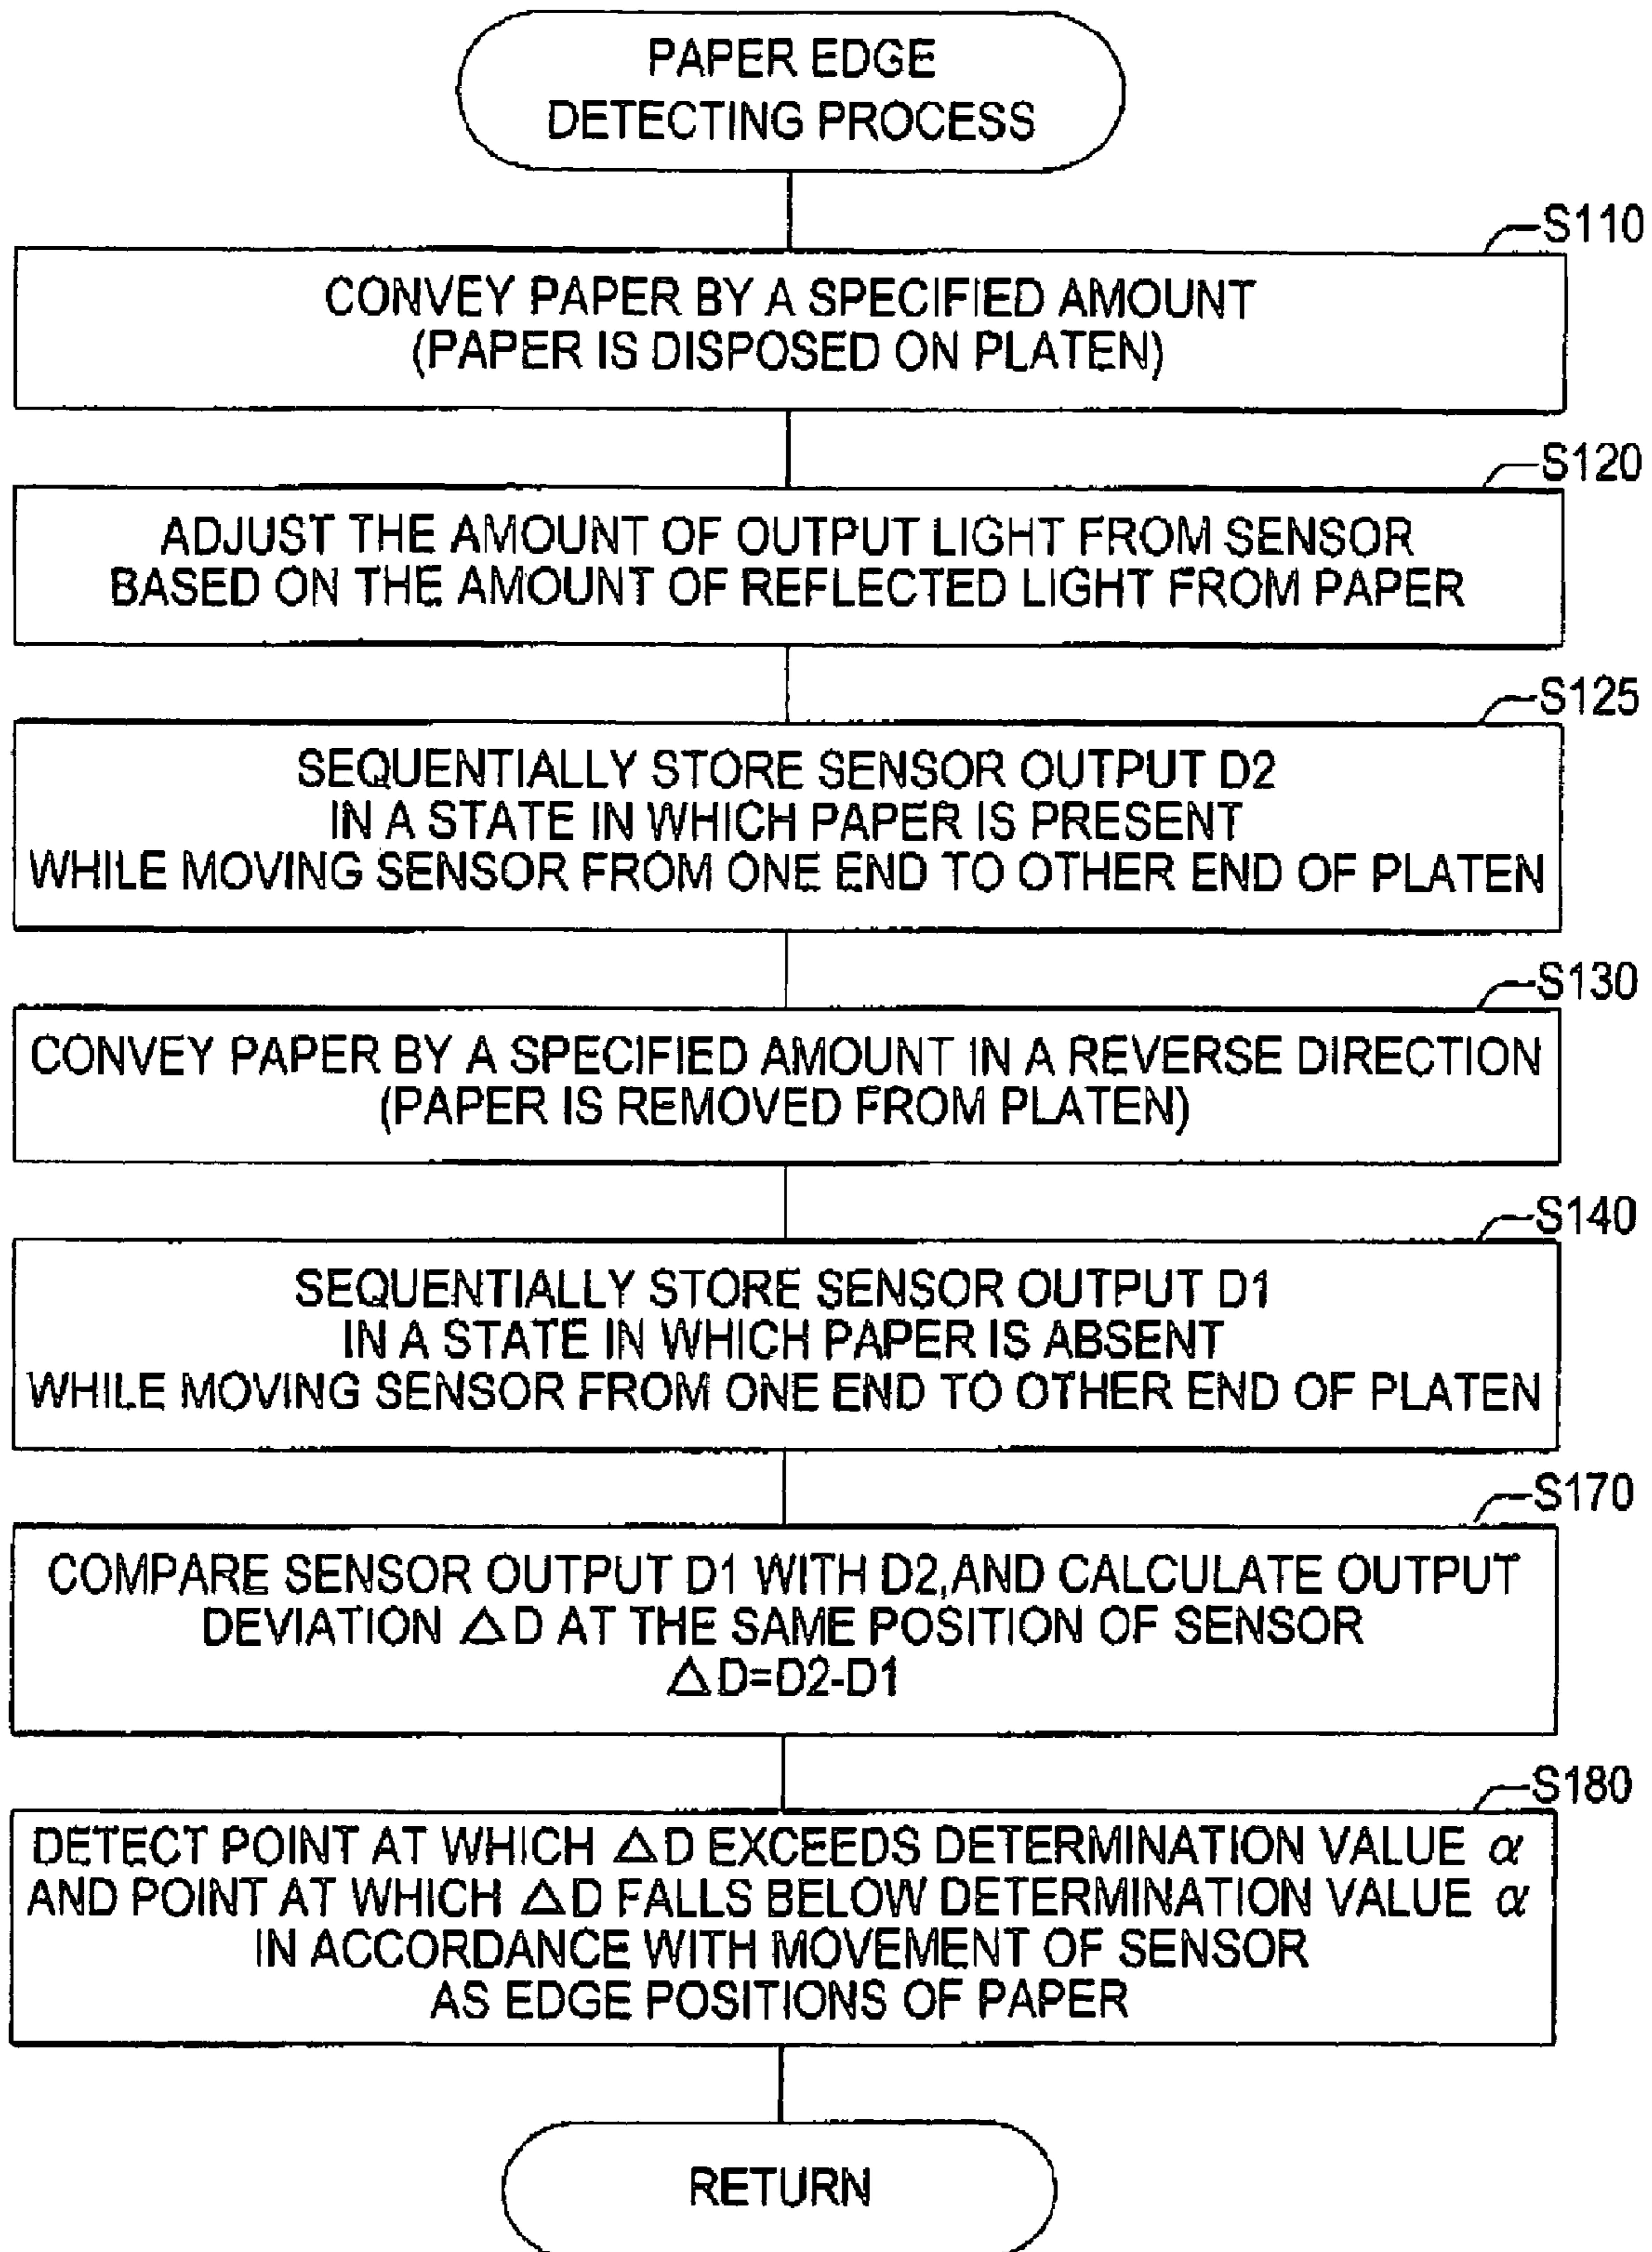 PAPER EDGE
DETECTING PROCESS
S110
CONVEY PAPER BY A SPECIFIED AMOUNT
(PAPER IS DISPOSED ON PLATEN)
S120
ADJUST THE AMOUNT OF OUTPUT LIGHT FROM SENSOR
BASED ON THE AMOUNT OF REFLECTED LIGHT FROM PAPER
S125
SEQUENTIALLY STORE SENSOR OUTPUT D2
IN A STATE IN WHICH PAPER IS PRESENT
WHILE MOVING SENSOR FROM ONE END TO OTHER END OF PLATEN
S130
CONVEY PAPER BY A SPECIFIED AMOUNT IN A REVERSE DIRECTION
(PAPER IS REMOVED FROM PLATEN)
S140
SEQUENTIALLY STORE SENSOR OUTPUT D1
IN A STATE IN WHICH PAPER IS ABSENT
WHILE MOVING SENSOR FROM ONE END TO OTHER END OF PLATEN
S170
COMPARE SENSOR OUTPUT D1 WITH D2,AND CALCULATE OUTPUT
DEVIATION △D AT THE SAME POSITION OF SENSOR
△D=D2-D1
S180
DETECT POINT AT WHICH △D EXCEEDS DETERMINATION VALUE α
AND POINT AT WHICH △D FALLS BELOW DETERMINATION VALUE α
IN ACCORDANCE WITH MOVEMENT OF SENSOR
AS EDGE POSITIONS OF PAPER
RETURN